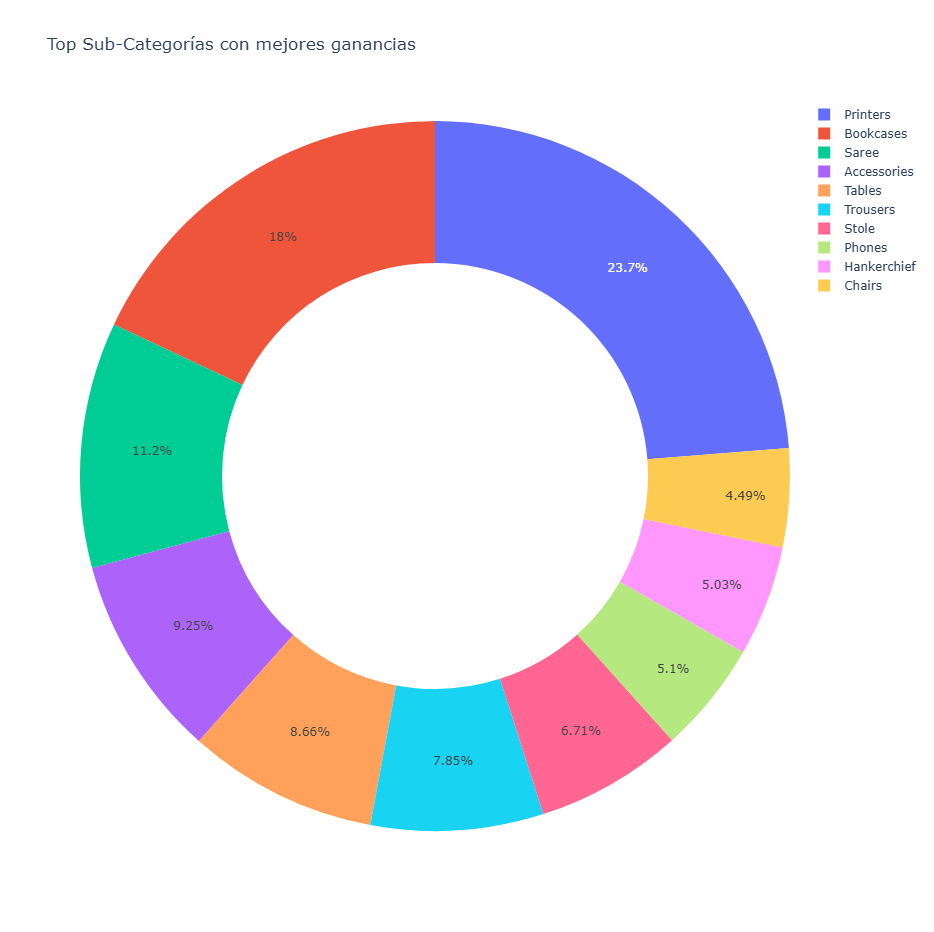 Top Sub-Categorías con mejores ganancias
Printers
Bookcases
Saree
Accessories
Tables
Trousers
Stole
Phones
Hankerchief
Chairs
18%
23.7%
11.2%
4.49%
5.03%
9.25%
5.1%
8.66%
6.71%
7.85%